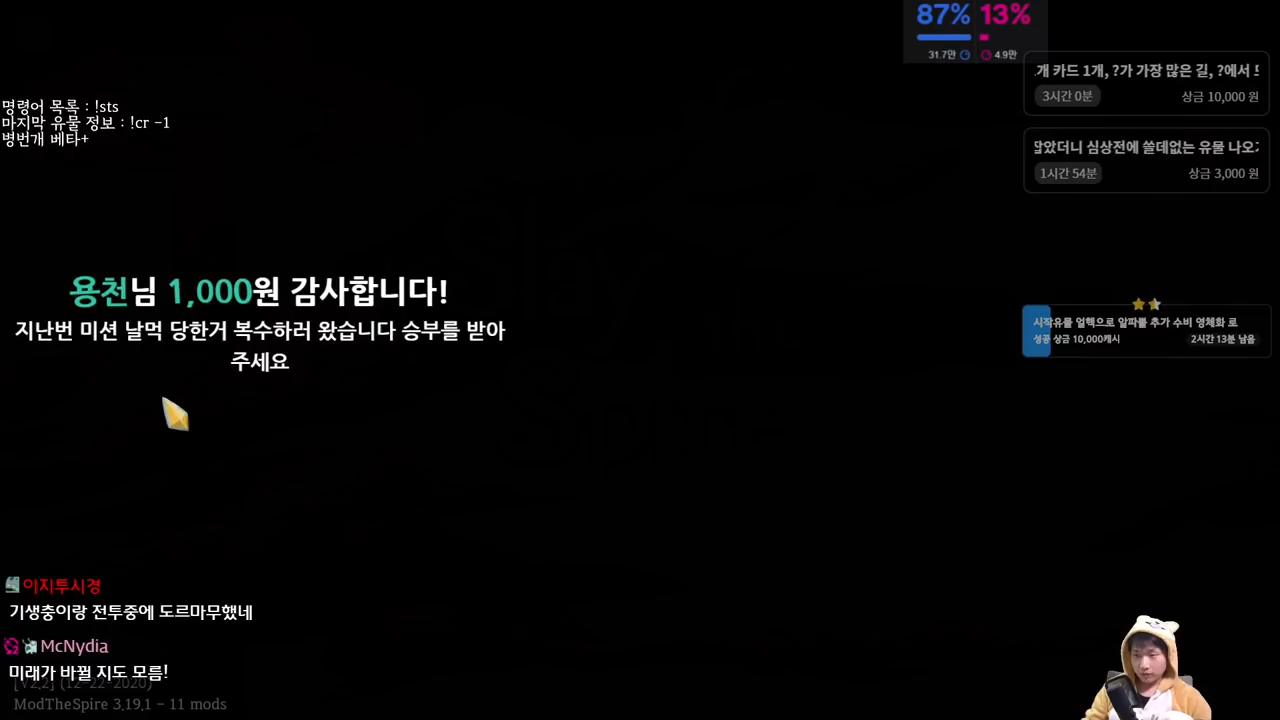 87% 13%
31.7만 4.9만
개 카드 1개, ?가 가장 많은 길, ?에서
3시간 0분 상금 10,000 원
명령어 목록 : !sts
마지막 유물 정보 : !cr -1
병번개 베타+
았더니 심상전에 쓸데없는 유물 나오
1시간 54분 상금 3,000 원
용천님 1,000원 감사합니다!
지난번 미션 날먹 당한거 복수하러 왔습니다 승부를 받아
주세요
시작유물 얼헥으로 알파뽑 추가 수비 영체화 로
성공 상금 10,000캐시 2시간 13분 남음
이지투시경
기생충이랑 전투중에 도르마무했네
McNydia
미래가 바뀔 지도 모름!
[V2.2] (12-22-2020)
ModTheSpire 3.19.1 - 11 mods